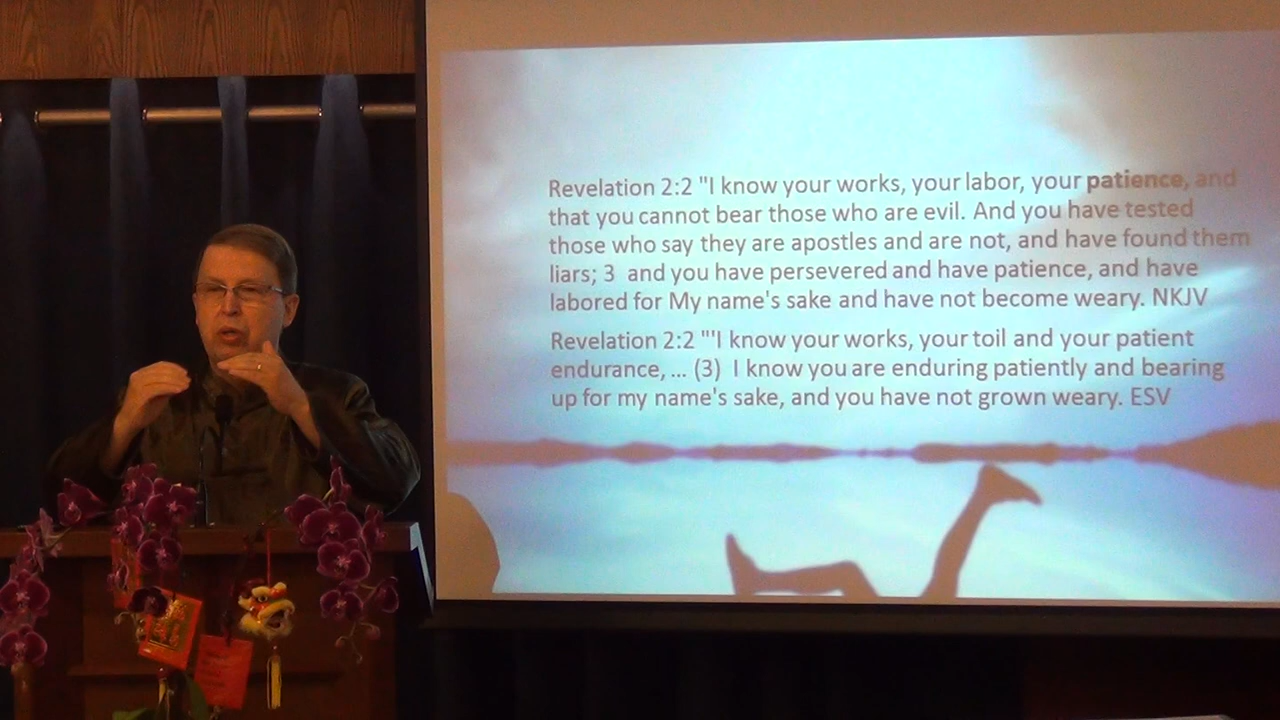 Revelation 2:2 "I know your works, your labor, your patience, and
that you cannot bear those who are evil. And you have tested
those who say they are apostles and are not, and have found them
liars; 3  and you have persevered and have patience, and have
labored for My name's sake and have not become weary. NKJV
Revelation 2:2 "'I know your works, your toil and your patient
endurance, ... (3)  I know you are enduring patiently and bearing
up for my name's sake, and you have not grown weary. ESV